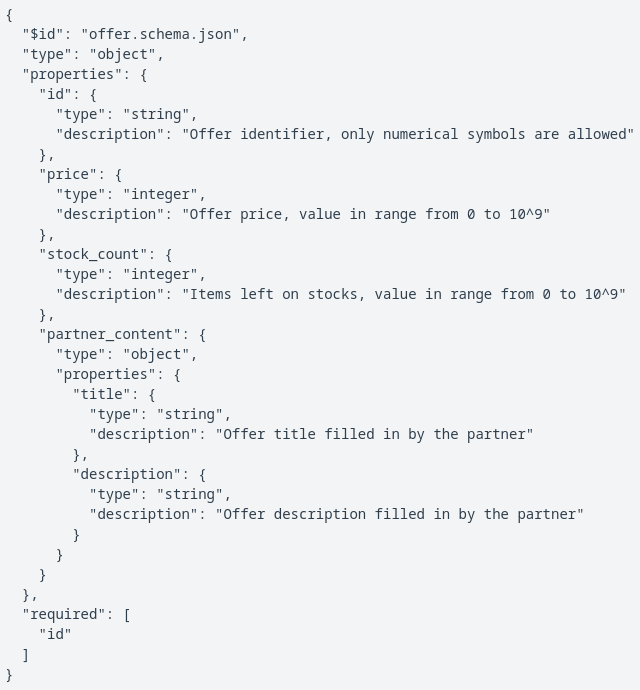 {
  "$id": "offer.schema.json",
  "type": "object",
  "properties": {
    "id": {
      "type": "string",
      "description": "Offer identifier, only numerical symbols are allowed"
    },
    "price": {
      "type": "integer",
      "description": "Offer price, value in range from 0 to 10^9"
    },
    "stock_count": {
      "type": "integer",
      "description": "Items left on stocks, value in range from 0 to 10^9"
    },
    "partner_content": {
      "type": "object",
      "properties": {
        "title": {
          "type": "string",
          "description": "Offer title filled in by the partner"
        },
        "description": {
          "type": "string",
          "description": "Offer description filled in by the partner"
        }
      }
    }
  },
  "required": [
    "id"
  ]
}